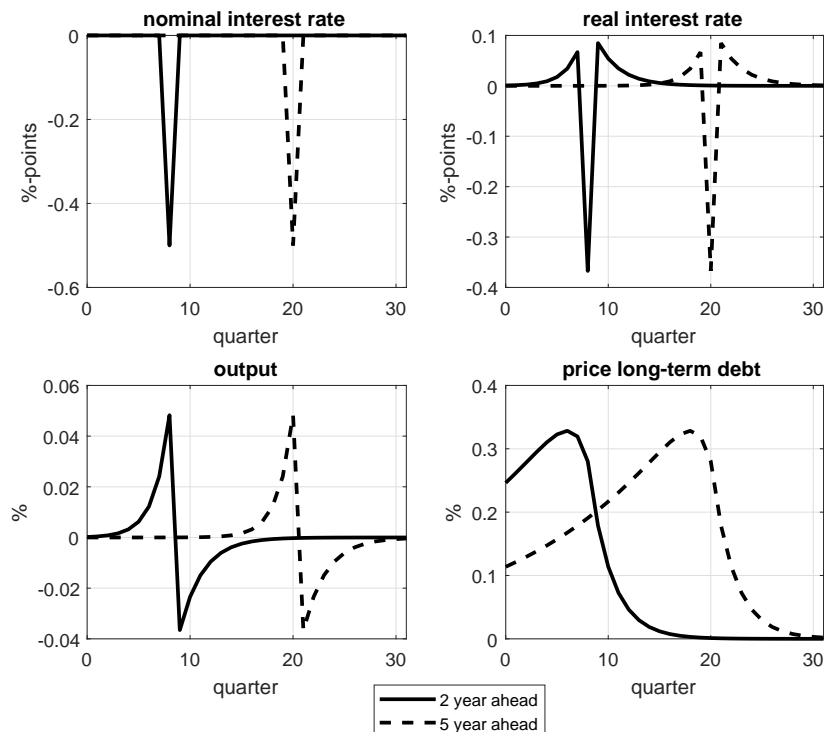 nominal interest rate
0
-0.2
-0.4
-0.6
%-points
0 10 20 30
quarter
real interest rate
0.1
0
-0.1
-0.2
-0.3
-0.4
%-points
0 10 20 30
quarter
output
0.06
0.04
0.02
0
-0.02
-0.04
%
0 10 20 30
quarter
price long-term debt
0.4
0.3
0.2
0.1
0
%
0 10 20 30
quarter
2 year ahead
5 year ahead